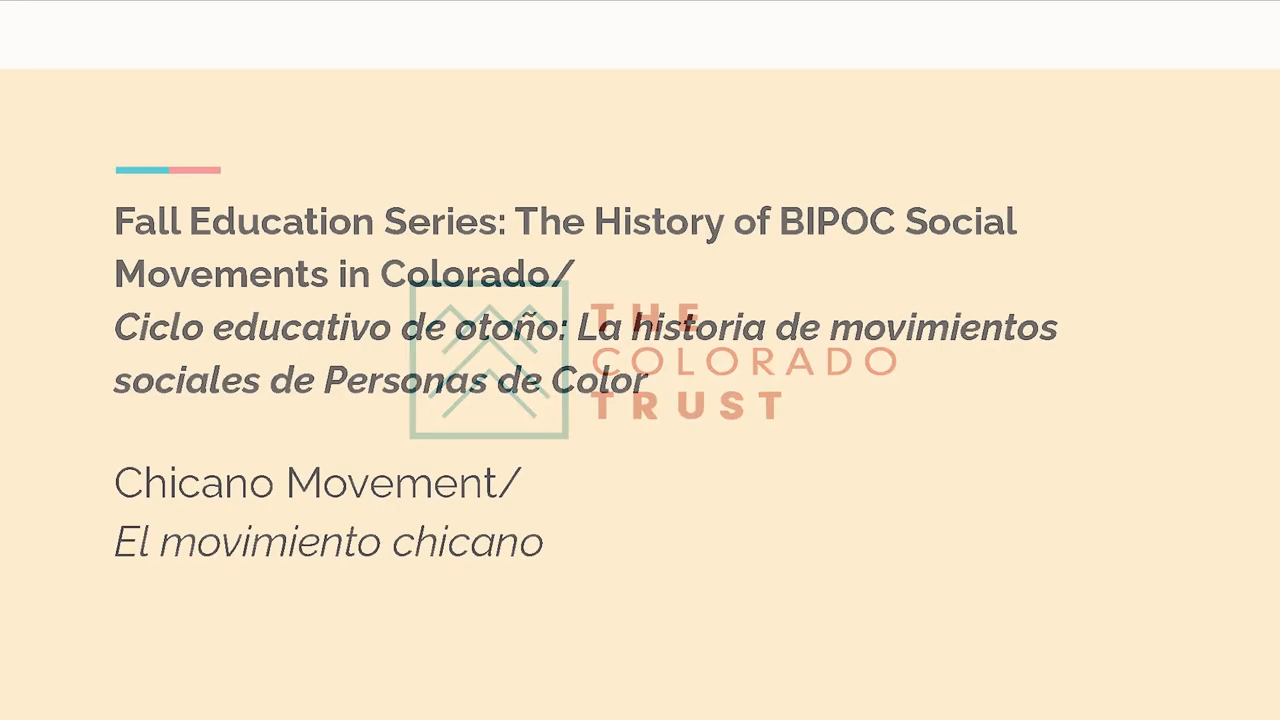 Fall Education Series: The History of BIPOC Social
Movements in Colorado/
Ciclo educativo de otoño: La historia de movimientos
sociales de Personas de Color
THE
COLORADO
TRUST
Chicano Movement/
El movimiento chicano